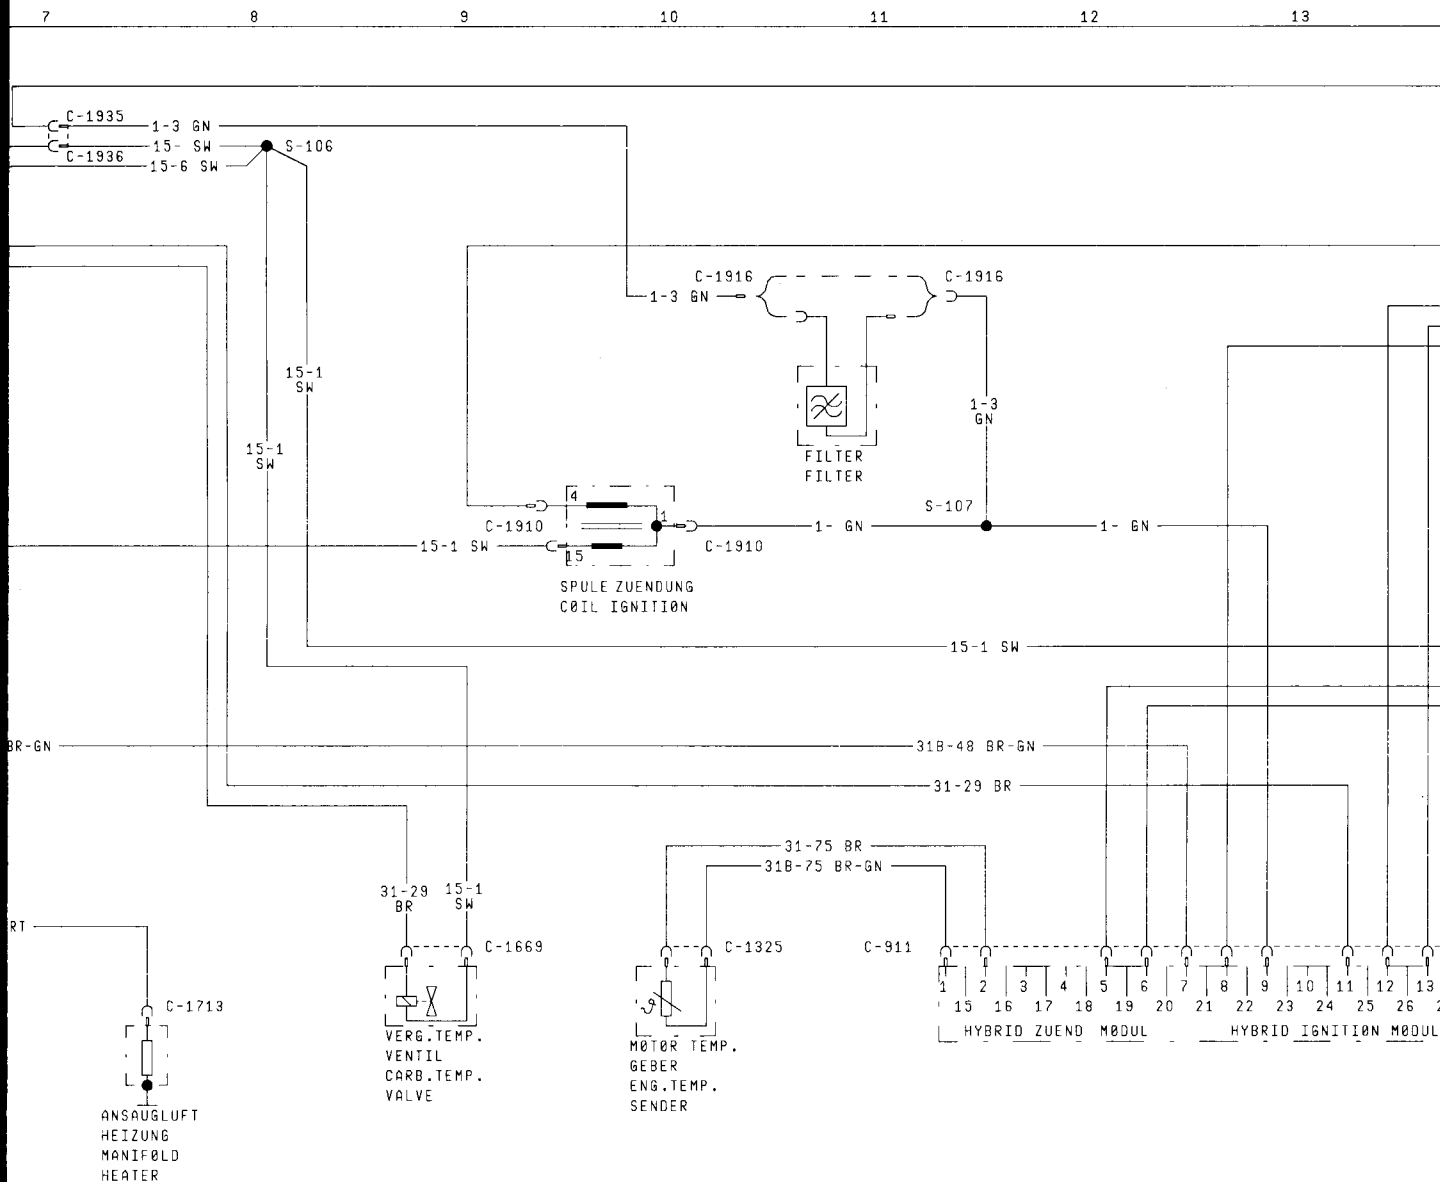 7 8 9 10 11 12 13
C-1935
1-3 GN
15- SW
S-106
C-1936
15-6 SW
C-1916
C-1916
1-3 GN
15-1
SW
1-3
GN
15-1
SW
FILTER
FILTER
4
S-107
1
C-1910
1- GN
1- GN
15-1 SW
C-1910
15
SPULE ZUENDUNG
CØIL IGNITIØN
15-1 SW
BR-GN
31B-48 BR-GN
31-29 BR
31-75 BR
31B-75 BR-GN
31-29
BR
15-1
SW
RT
C-1669
C-1325
C-911
1 2 3 4 5 6 7 8 9 10 11 12 13
15 16 17 18 19 20 21 22 23 24 25 26
C-1713
HYBRID ZUEND MØDUL
HYBRID IGNITIØN MØDUL
VERG.TEMP.
VENTIL
CARB.TEMP.
VALVE
MØTØR TEMP.
GEBER
ENG.TEMP.
SENDER
ANSAUGLUFT
HEIZUNG
MANIFØLD
HEATER